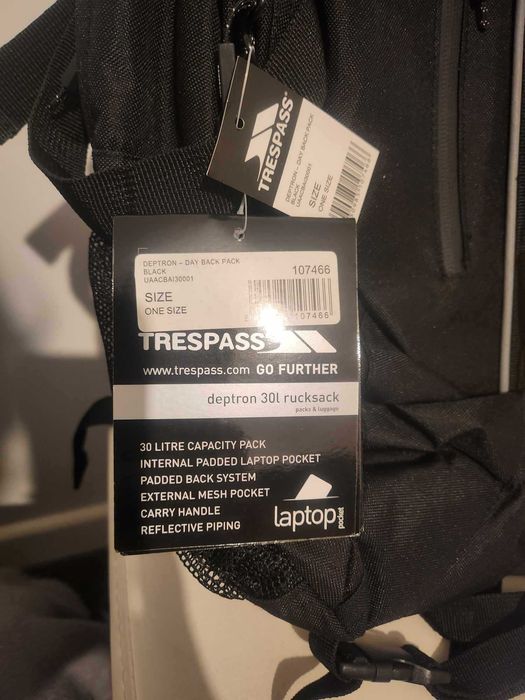 TRESPASS®
DEPTRON – DAY BACK PACK
BLACK
UAACBAI30001
SIZE
ONE SIZE
DEPTRON – DAY BACK PACK
BLACK
UAACBAI30001
107466
SIZE
ONE SIZE
107466
TRESPASS
www.trespass.com GO FURTHER
deptron 30l rucksack
packs & luggage
30 LITRE CAPACITY PACK
INTERNAL PADDED LAPTOP POCKET
PADDED BACK SYSTEM
EXTERNAL MESH POCKET
CARRY HANDLE
REFLECTIVE PIPING
laptop pocket